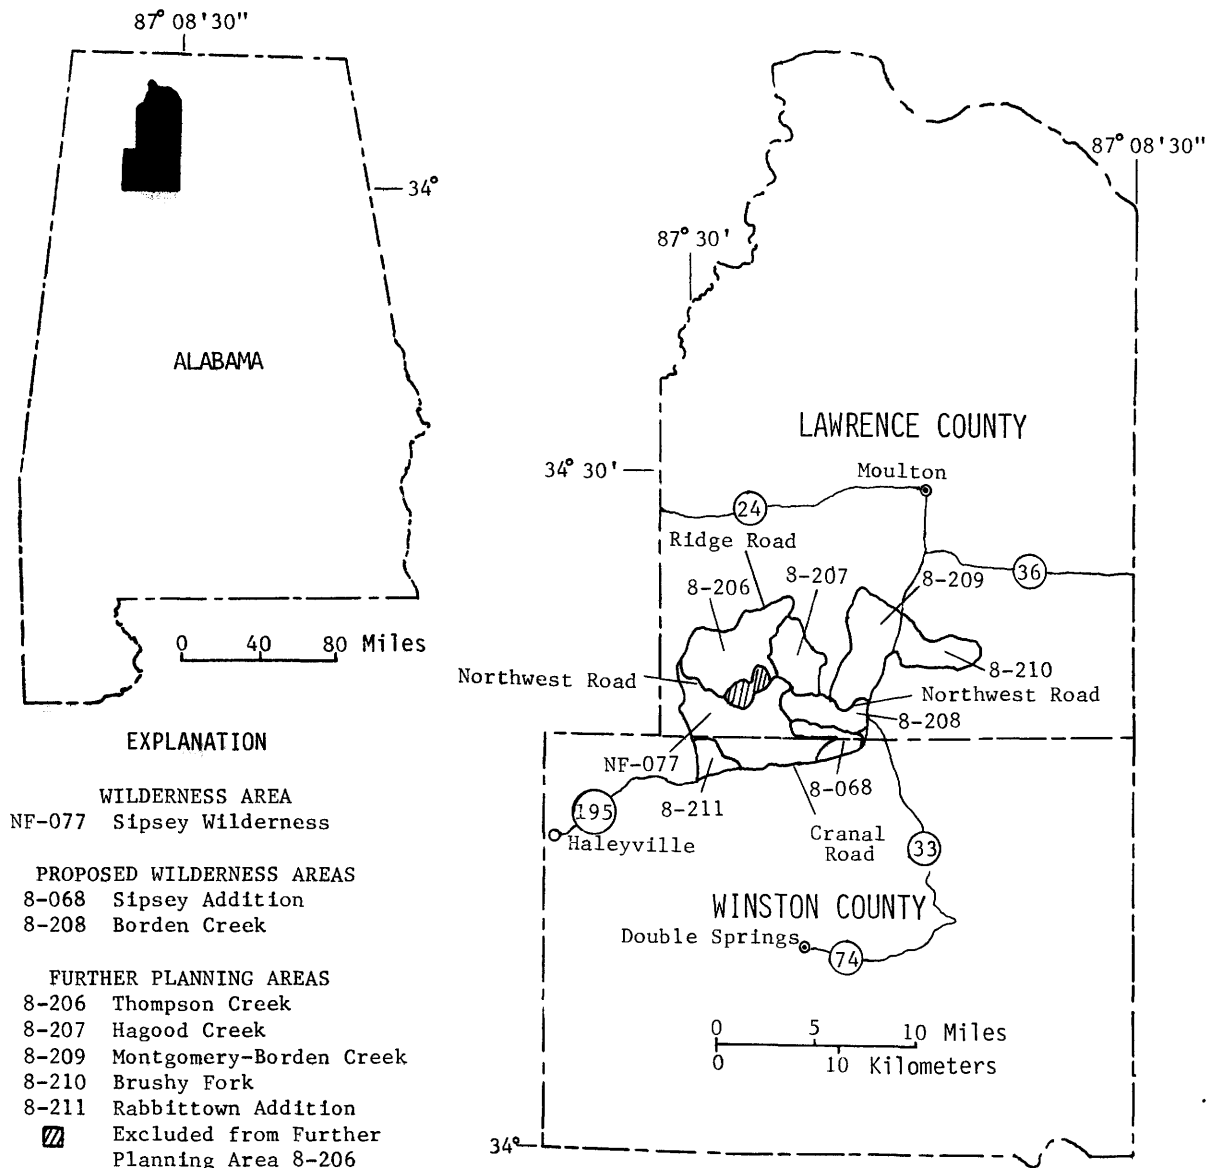 87° 08'30"
34°
ALABAMA
0 40 80 Miles
EXPLANATION
WILDERNESS AREA
NF-077 Sipsey Wilderness
PROPOSED WILDERNESS AREAS
8-068 Sipsey Addition
8-208 Borden Creek
FURTHER PLANNING AREAS
8-206 Thompson Creek
8-207 Hagood Creek
8-209 Montgomery-Borden Creek
8-210 Brushy Fork
8-211 Rabbittown Addition
Excluded from Further
Planning Area 8-206
87° 08'30"
87° 30'
LAWRENCE COUNTY
34° 30'
Moulton
24
Ridge Road
36
8-206
8-207
8-209
8-210
Northwest Road
Northwest Road
8-208
NF-077
8-211
8-068
195
Haleyville
Cranal
Road
33
WINSTON COUNTY
Double Springs
74
0 5 10 Miles
0 10 Kilometers
34°